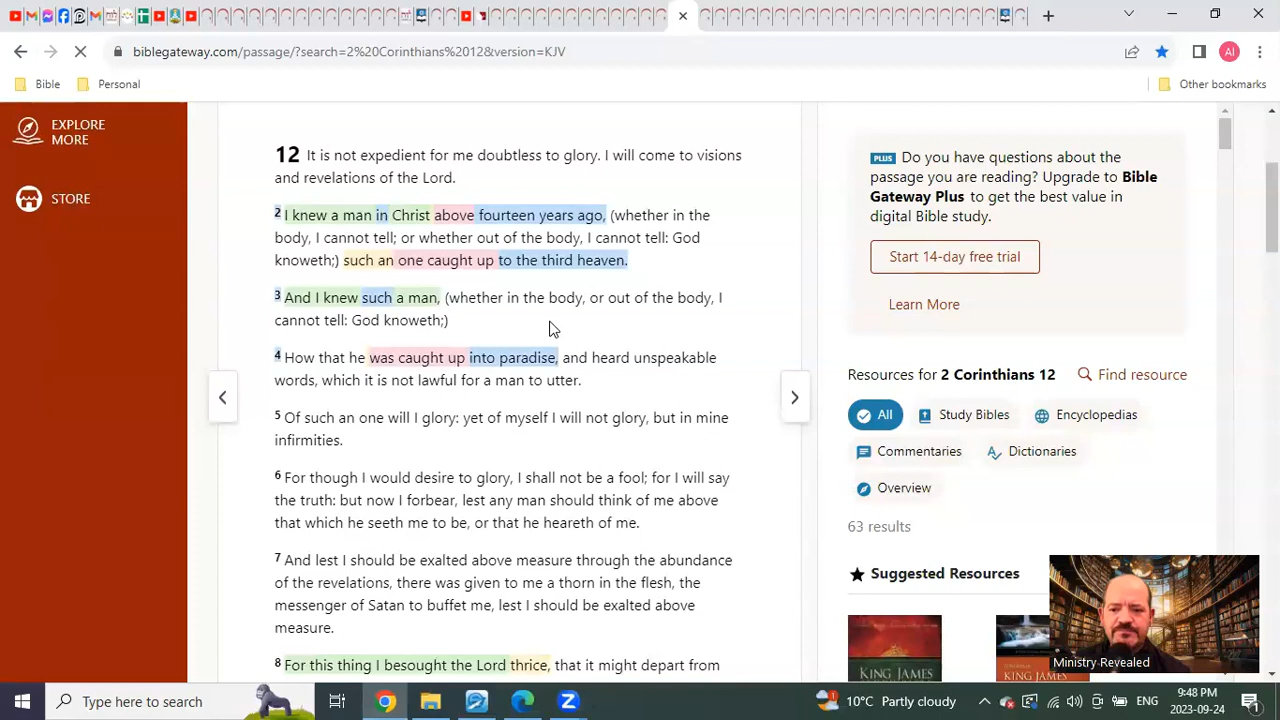 biblegateway.com/passage/?search=2%20Corinthians%2012&version=KJV
AI
Bible
Personal
Other bookmarks
EXPLORE
MORE
STORE
12 It is not expedient for me doubtless to glory. I will come to visions
and revelations of the Lord.
2 I knew a man in Christ above fourteen years ago, (whether in the
body, I cannot tell; or whether out of the body, I cannot tell: God
knoweth;) such an one caught up to the third heaven.
3 And I knew such a man, (whether in the body, or out of the body, I
cannot tell: God knoweth;)
4 How that he was caught up into paradise, and heard unspeakable
words, which it is not lawful for a man to utter.
5 Of such an one will I glory: yet of myself I will not glory, but in mine
infirmities.
6 For though I would desire to glory, I shall not be a fool; for I will say
the truth: but now I forbear, lest any man should think of me above
that which he seeth me to be, or that he heareth of me.
7 And lest I should be exalted above measure through the abundance
of the revelations, there was given to me a thorn in the flesh, the
messenger of Satan to buffet me, lest I should be exalted above
measure.
8 For this thing I besought the Lord thrice, that it might depart from
PLUS Do you have questions about the
passage you are reading? Upgrade to Bible
Gateway Plus to get the best value in
digital Bible study.
Start 14-day free trial
Learn More
Resources for 2 Corinthians 12
Find resource
All
Study Bibles
Encyclopedias
Commentaries
Dictionaries
Overview
63 results
Suggested Resources
KING JAMES
KING JAMES
Ministry Revealed
Type here to search
10°C Partly cloudy
ENG
9:48 PM
2023-09-24